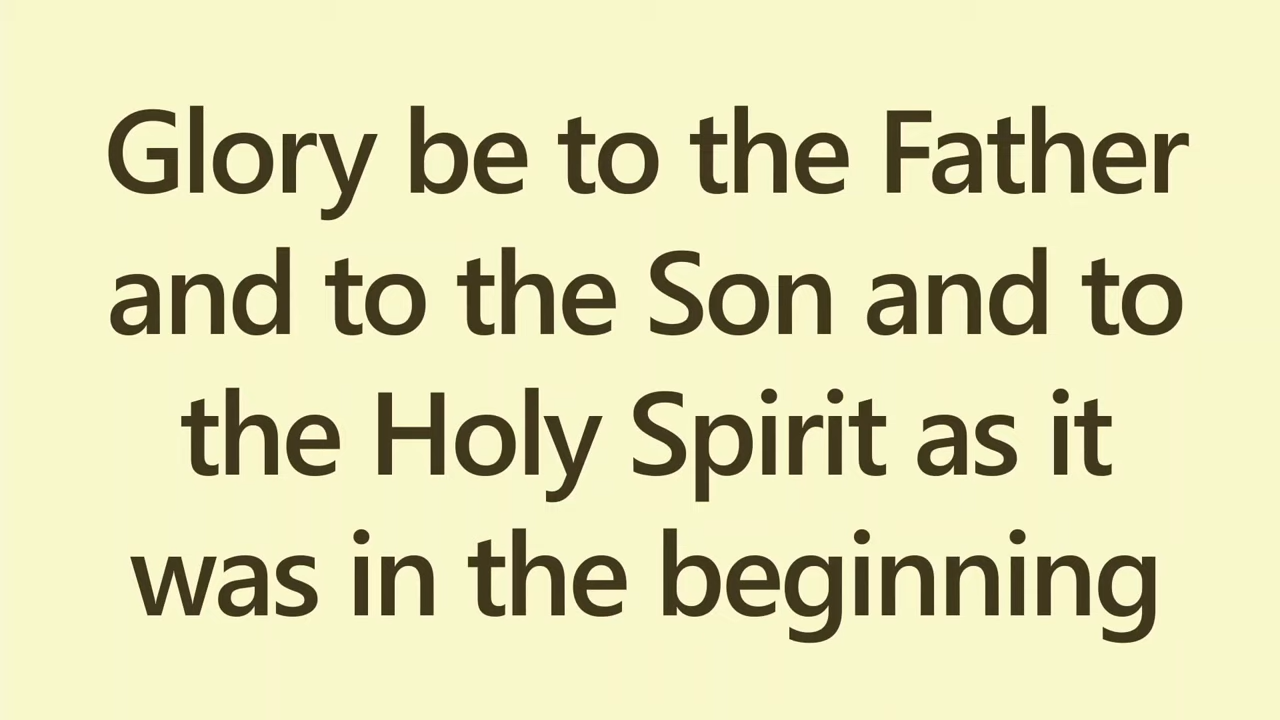 Glory be to the Father
and to the Son and to
the Holy Spirit as it
was in the beginning